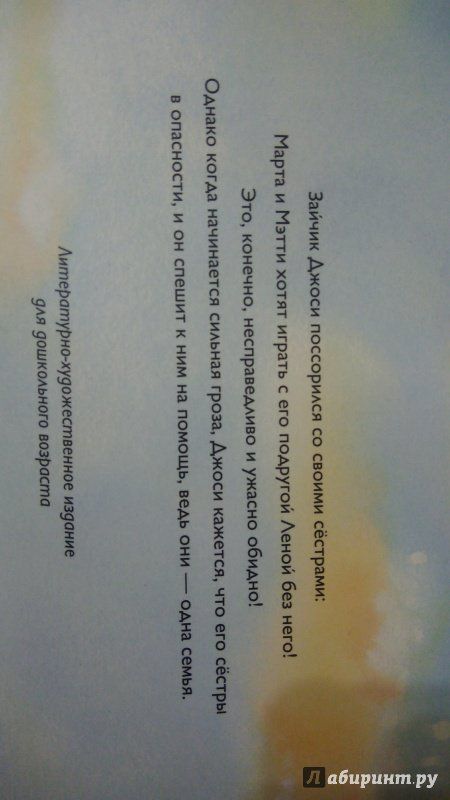 Зайчик Джоси поссорился со своими сёстрами:
Марта и Мэтти хотят играть с его подругой Леной без него!
Это, конечно, несправедливо и ужасно обидно!
Однако когда начинается сильная гроза, Джоси кажется, что его сёстры
в опасности, и он спешит к ним на помощь, ведь они — одна семья.
Литературно-художественное издание
для дошкольного возраста
Лабиринт.ру